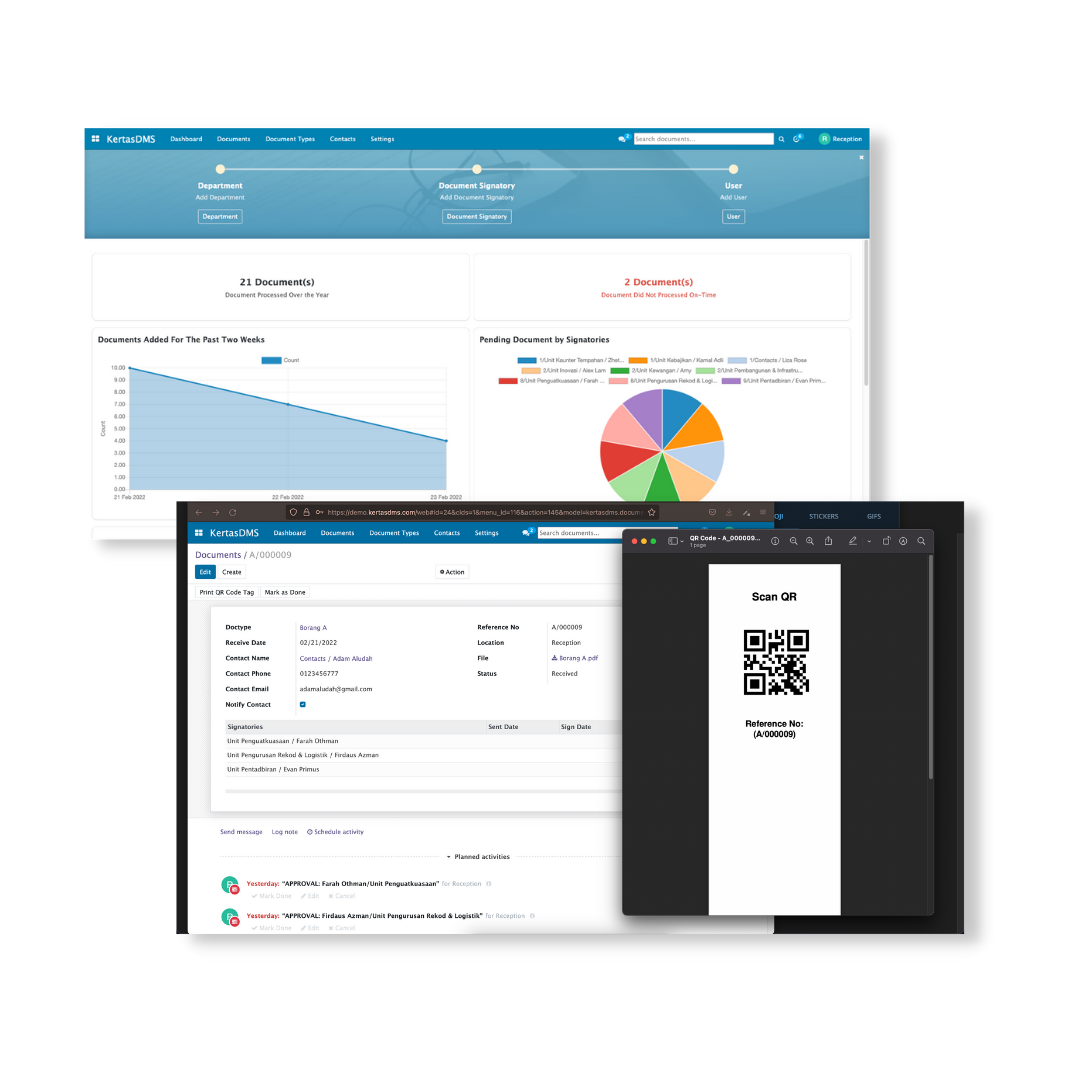 KertasDMS Dashboard Documents Document Types Contacts Settings 2 Search documents... 6 R Reception
Department Document Signatory User
Add Department Add Document Signatory Add User
Department Document Signatory User
21 Document(s)
Document Processed Over the Year
2 Document(s)
Document Did Not Processed On-Time
Documents Added For The Past Two Weeks
Count
10.00
9.00
8.00
7.00
6.00
5.00
4.00
3.00
2.00
1.00
0.00
Count
21 Feb 2022 22 Feb 2022 23 Feb 2022
Pending Document by Signatories
1/Unit Kaunter Tempahan / Zhet... 1/Unit Kebajikan / Kamal Adli 1/Contacts / Liza Rose
2/Unit Inovasi / Alex Lam 2/Unit Kewangan / Amy 2/Unit Pembangunan & Infrastru...
8/Unit Penguatkuasaan / Farah ... 8/Unit Pengurusan Rekod & Logi... 9/Unit Pentadbiran / Evan Prim...
https://demo.kertasdms.com/web#id=24&cids=1&menu_id=116&action=145&model=kertasdms.docum
OJI STICKERS GIFS
KertasDMS Dashboard Documents Document Types Contacts Settings 2 Search documents...
Documents / A/000009
Edit Create Action
Print QR Code Tag Mark as Done
Doctype Borang A
Receive Date 02/21/2022
Contact Name Contacts / Adam Aludah
Contact Phone 0123456777
Contact Email adamaludah@gmail.com
Notify Contact
Reference No A/000009
Location Reception
File Borang A.pdf
Status Received
Signatories Sent Date Sign Date
Unit Penguatkuasaan / Farah Othman
Unit Pengurusan Rekod & Logistik / Firdaus Azman
Unit Pentadbiran / Evan Primus
Send message Log note Schedule activity
Planned activities
Yesterday: "APPROVAL: Farah Othman/Unit Penguatkuasaan" for Reception
Mark Done Edit Cancel
Yesterday: "APPROVAL: Firdaus Azman/Unit Pengurusan Rekod & Logistik" for Reception
Mark Done Edit Cancel
QR Code - A_000009...
1 page
Scan QR
Reference No:
(A/000009)